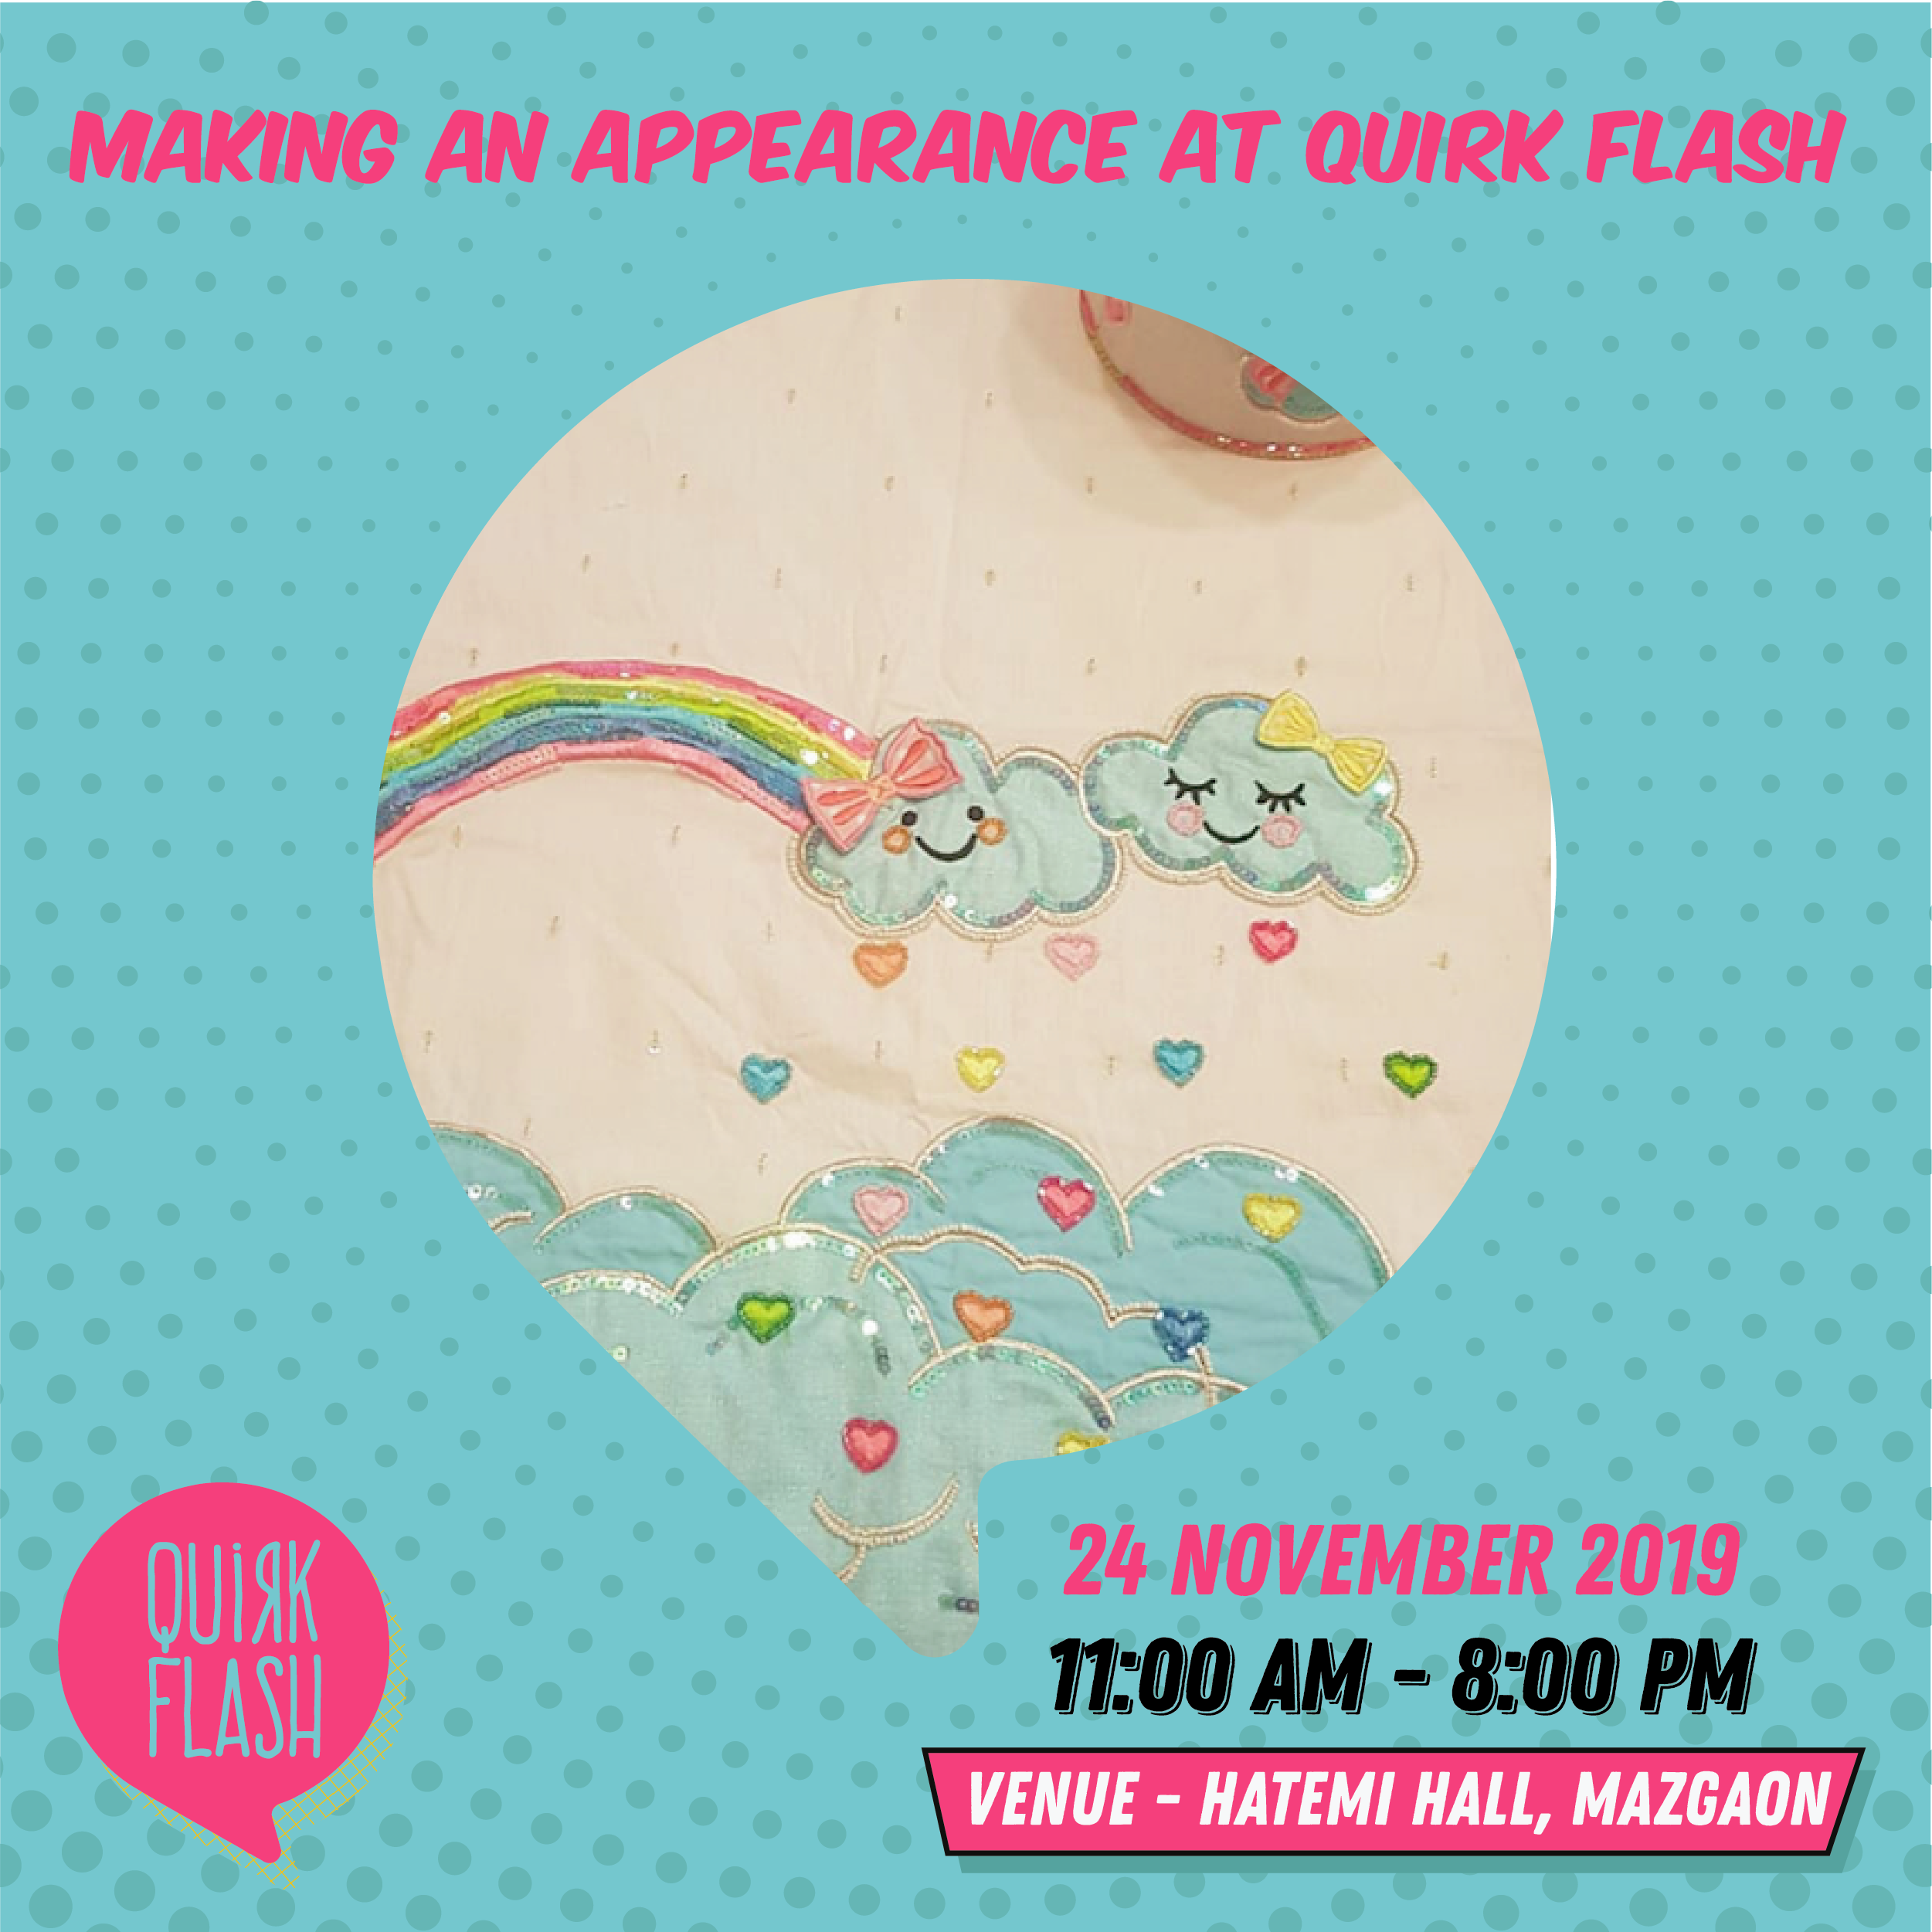 MAKING AN APPEARANCE AT QUIRK FLASH
24 NOVEMBER 2019
11:00 AM - 8:00 PM
VENUE - HATEMI HALL, MAZGAON
QUiRK
FLASH